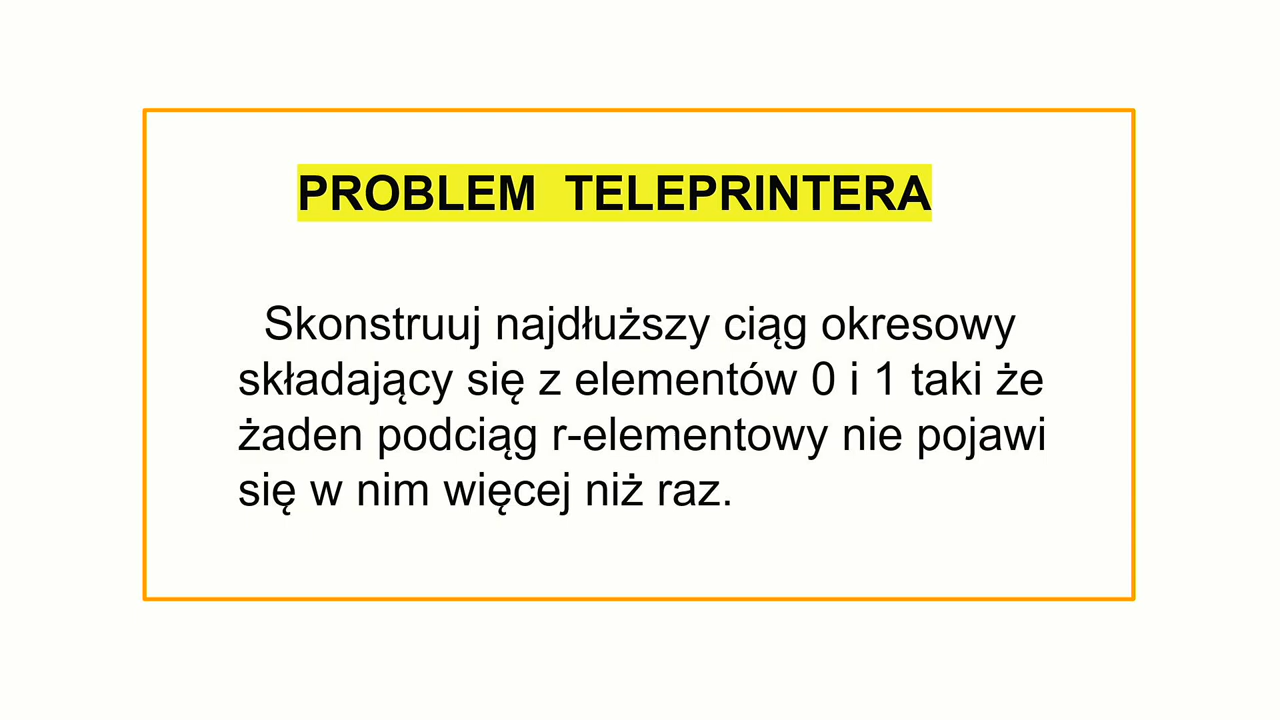 PROBLEM TELEPRINTERA
Skonstruuj najdłuższy ciąg okresowy
składający się z elementów 0 i 1 taki że
żaden podciąg r-elementowy nie pojawi
się w nim więcej niż raz.